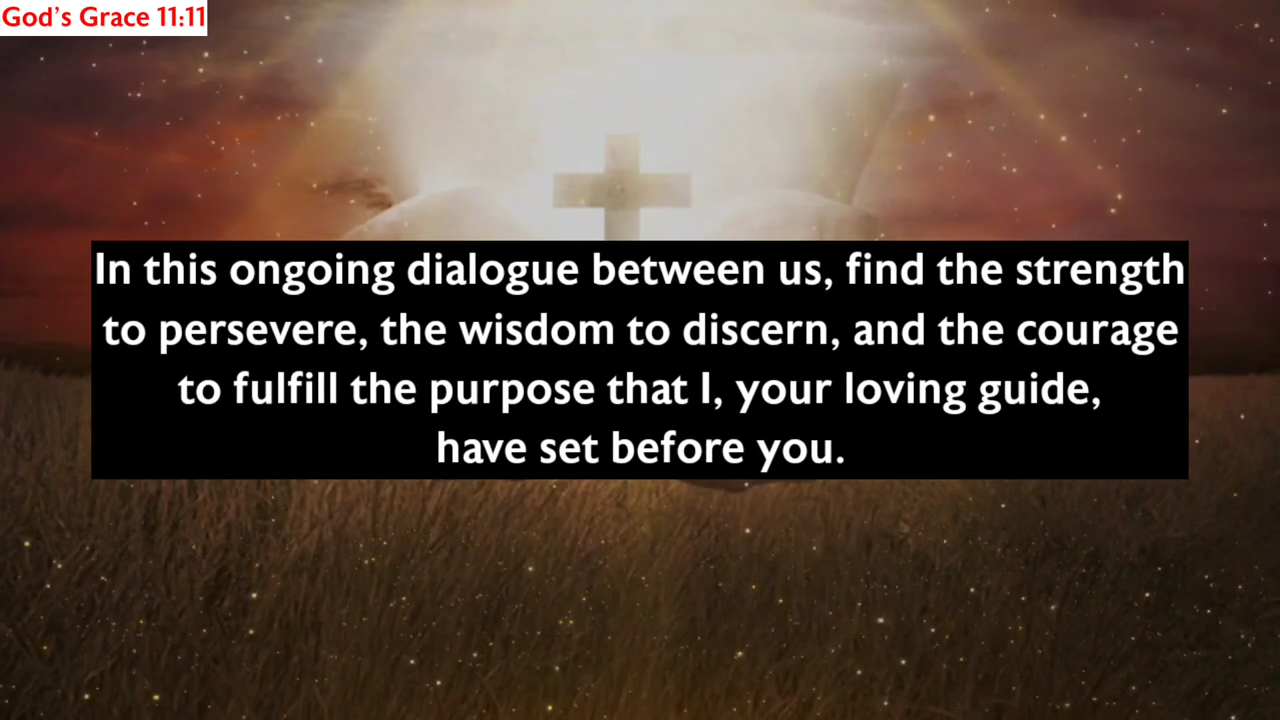 God's Grace 11:11
In this ongoing dialogue between us, find the strength
to persevere, the wisdom to discern, and the courage
to fulfill the purpose that I, your loving guide,
have set before you.